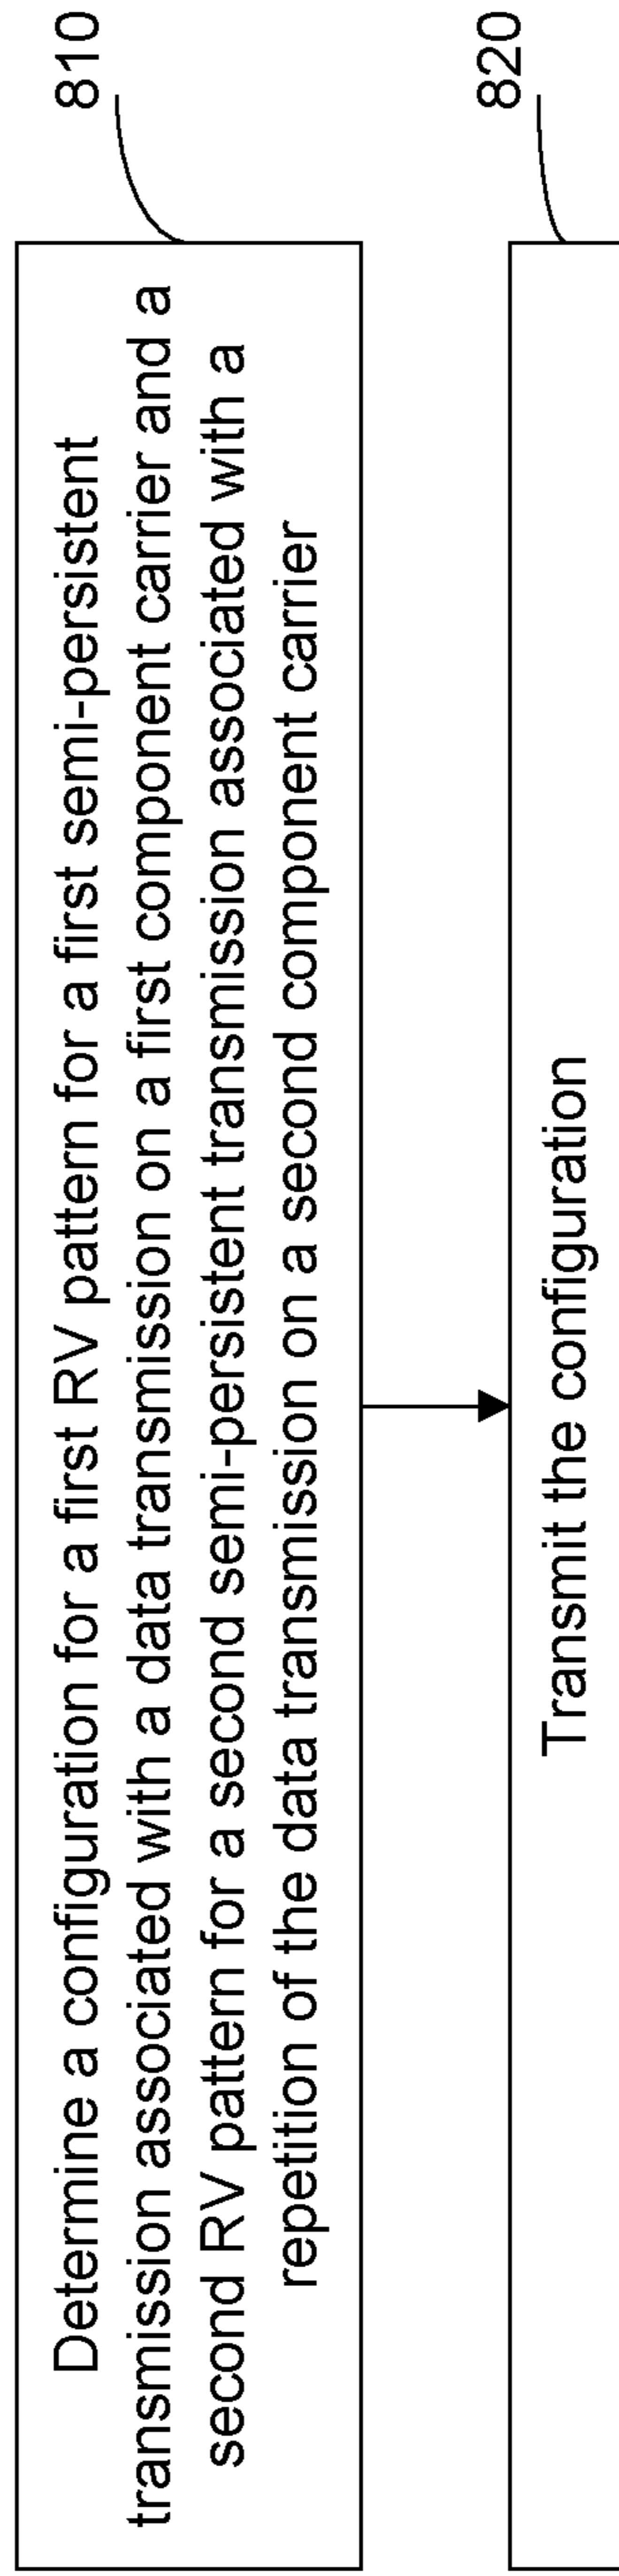 810
Determine a configuration for a first RV pattern for a first semi-persistent
transmission associated with a data transmission on a first component carrier and a
second RV pattern for a second semi-persistent transmission associated with a
repetition of the data transmission on a second component carrier
820
Transmit the configuration